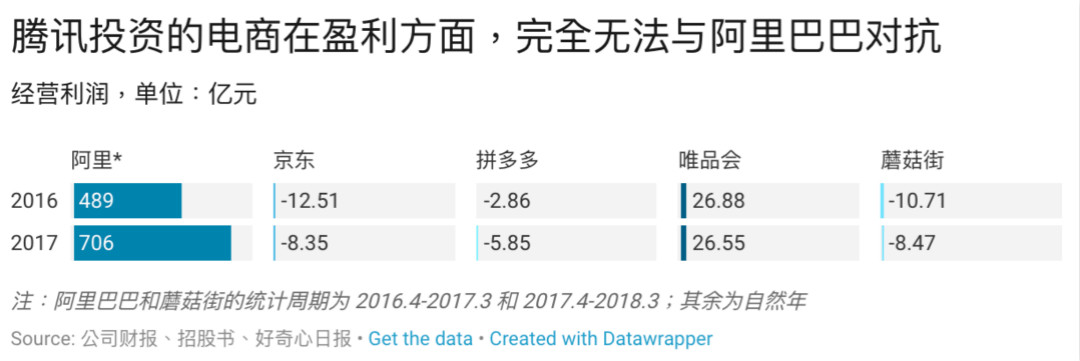 腾讯投资的电商在盈利方面，完全无法与阿里巴巴对抗
经营利润，单位：亿元
阿里* 京东 拼多多 唯品会 蘑菇街
2016 489 -12.51 -2.86 26.88 -10.71
2017 706 -8.35 -5.85 26.55 -8.47
注：阿里巴巴和蘑菇街的统计周期为 2016.4-2017.3 和 2017.4-2018.3；其余为自然年
Source: 公司财报、招股书、好奇心日报 • Get the data • Created with Datawrapper